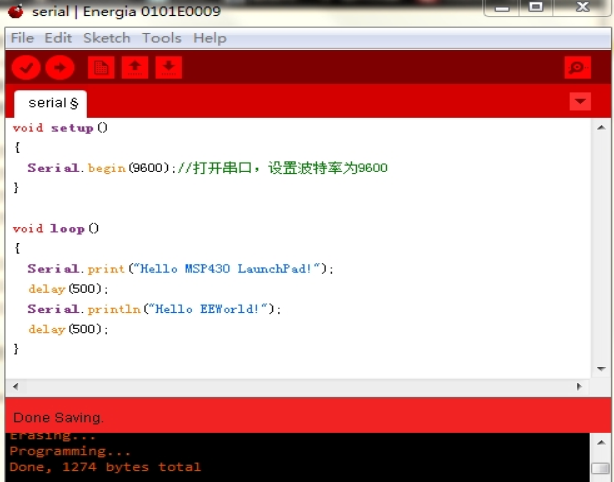 serial | Energia 0101E0009
File Edit Sketch Tools Help
serial §
void setup()
{
Serial.begin(9600);//打开串口，设置波特率为9600
}
void loop()
{
Serial.print("Hello MSP430 LaunchPad!");
delay(500);
Serial.println("Hello EEWorld!");
delay(500);
}
Done Saving.
Erasing...
Programming...
Done, 1274 bytes total